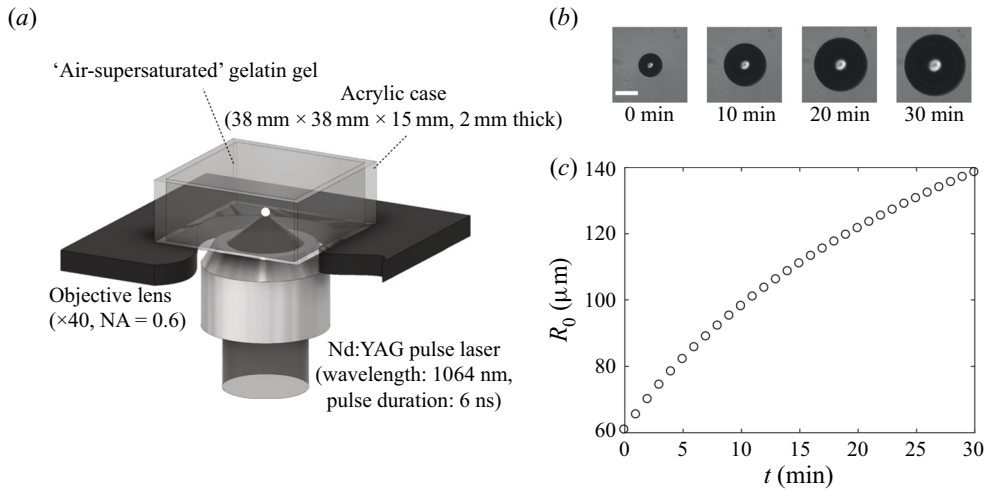 (a)
‘Air-supersaturated’ gelatin gel
Acrylic case
(38 mm × 38 mm × 15 mm, 2 mm thick)
Objective lens
(×40, NA = 0.6)
Nd:YAG pulse laser
(wavelength: 1064 nm,
pulse duration: 6 ns)
(b)
0 min 10 min 20 min 30 min
(c)
140
120
100
80
60
R0 (μm)
0 5 10 15 20 25 30
t (min)